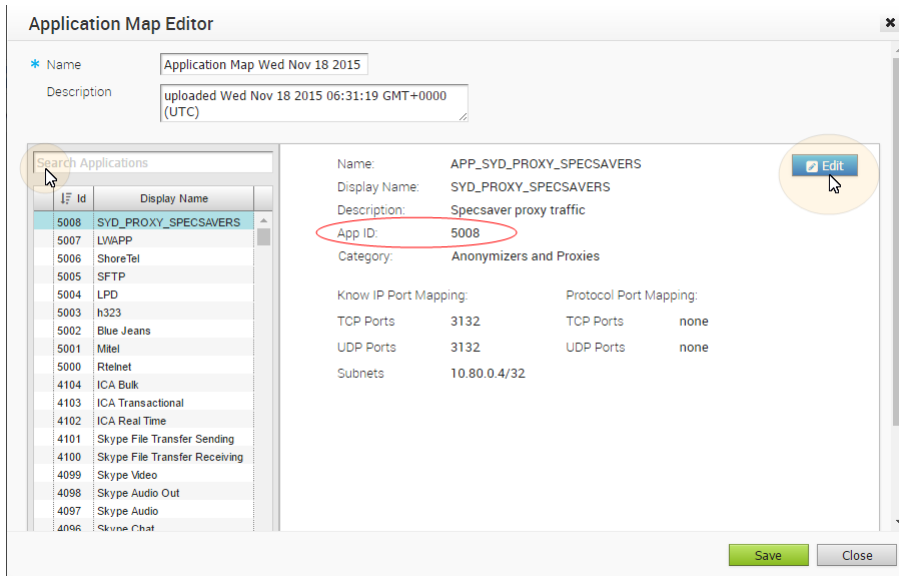 Application Map Editor
* Name Application Map Wed Nov 18 2015
Description uploaded Wed Nov 18 2015 06:31:19 GMT+0000
(UTC)
Search Applications
Id Display Name
5008 SYD_PROXY_SPECSAVERS
5007 LWAPP
5006 ShoreTel
5005 SFTP
5004 LPD
5003 h323
5002 Blue Jeans
5001 Mitel
5000 Rtelnet
4104 ICA Bulk
4103 ICA Transactional
4102 ICA Real Time
4101 Skype File Transfer Sending
4100 Skype File Transfer Receiving
4099 Skype Video
4098 Skype Audio Out
4097 Skype Audio
4096 Skype Chat
Name: APP_SYD_PROXY_SPECSAVERS
Display Name: SYD_PROXY_SPECSAVERS
Description: Specsaver proxy traffic
App ID: 5008
Category: Anonymizers and Proxies
Edit
Know IP Port Mapping: Protocol Port Mapping:
TCP Ports 3132 TCP Ports none
UDP Ports 3132 UDP Ports none
Subnets 10.80.0.4/32
Save Close